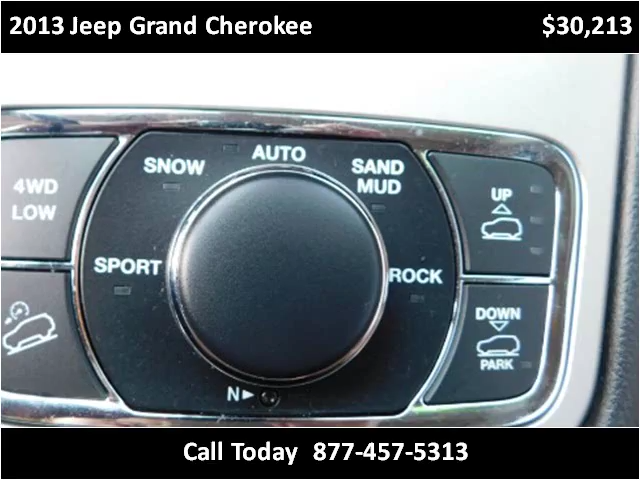 2013 Jeep Grand Cherokee $30,213
AUTO
SNOW
SAND
MUD
4WD
LOW
UP
SPORT
ROCK
DOWN
PARK
N
Call Today 877-457-5313